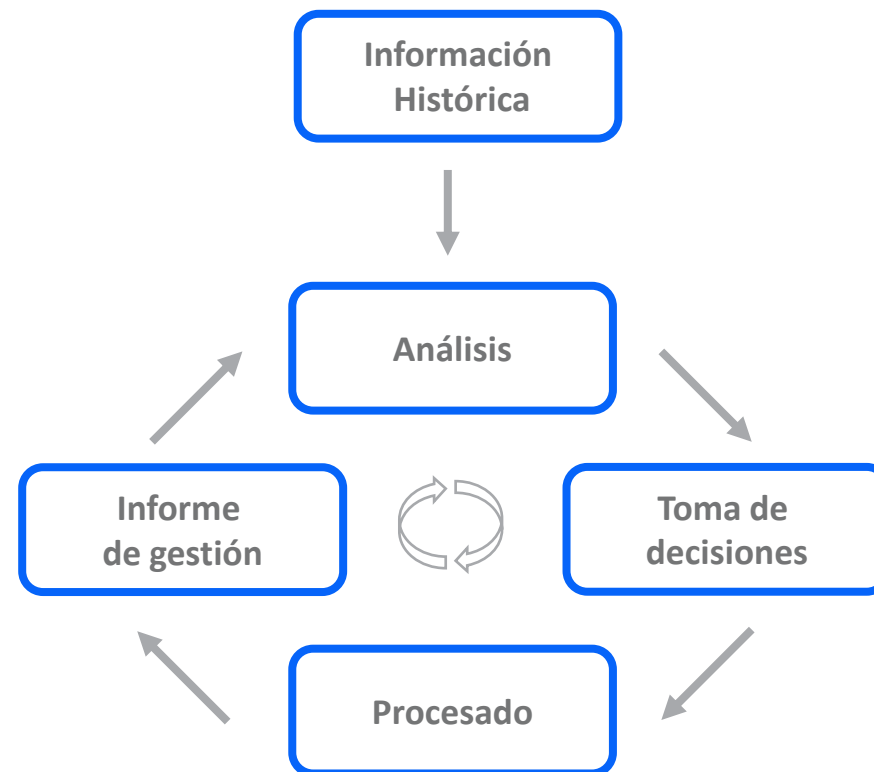 Información
Histórica
Análisis
Informe
de gestión
Toma de
decisiones
Procesado